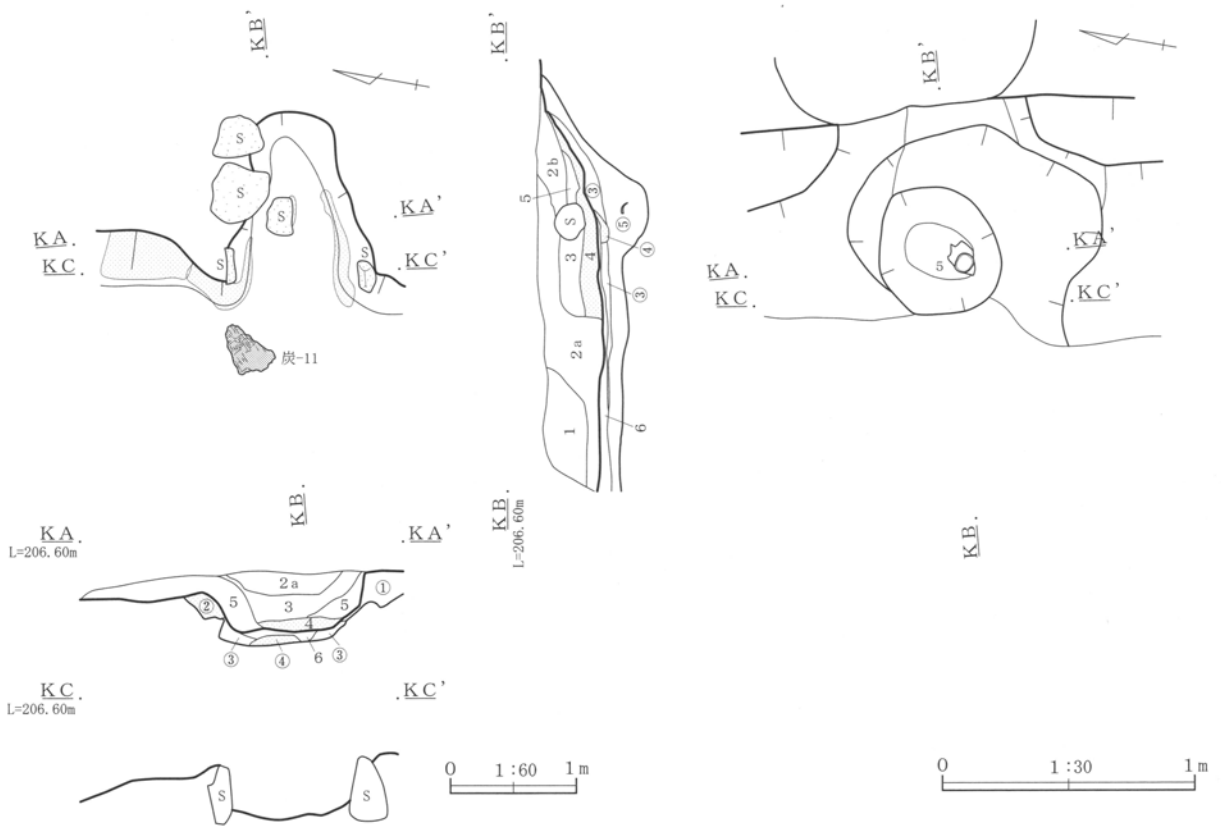 KB'
S
S
S
KA'
KA
KC
S
S
KC'
炭-11
KB
KB'
2b
5
③
S
⑤
④
3
4
③
2a
1
6
KB
L=206.60m
KB'
5
KA'
KA
KC
KC'
KB
KA
L=206.60m
KA'
2a
①
②
5
3
5
4
③
④
6
③
KC
L=206.60m
KC'
S
S
0 1:60 1m
0 1:30 1m